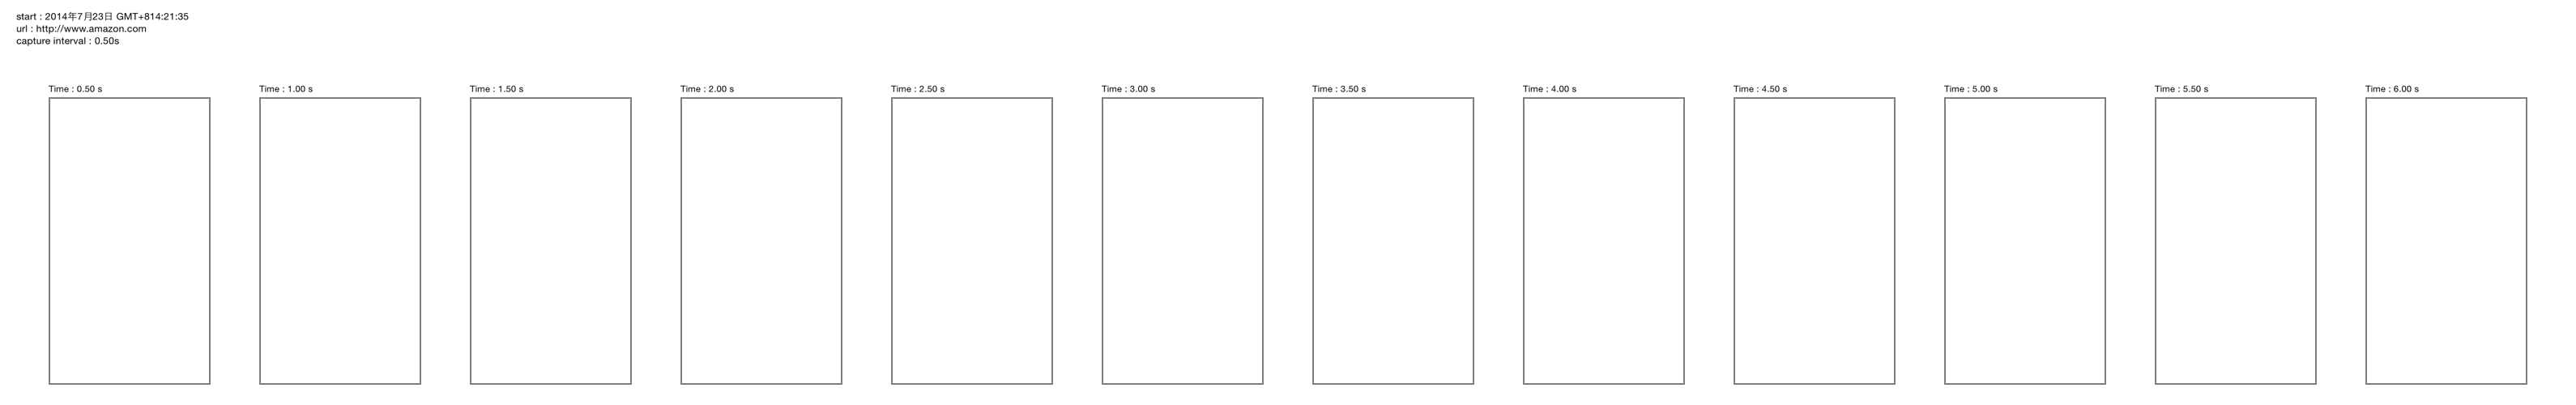 start : 2014年7月23日 GMT+814:21:35
url : http://www.amazon.com
capture interval : 0.50s
Time : 0.50 s
Time : 1.00 s
Time : 1.50 s
Time : 2.00 s
Time : 2.50 s
Time : 3.00 s
Time : 3.50 s
Time : 4.00 s
Time : 4.50 s
Time : 5.00 s
Time : 5.50 s
Time : 6.00 s